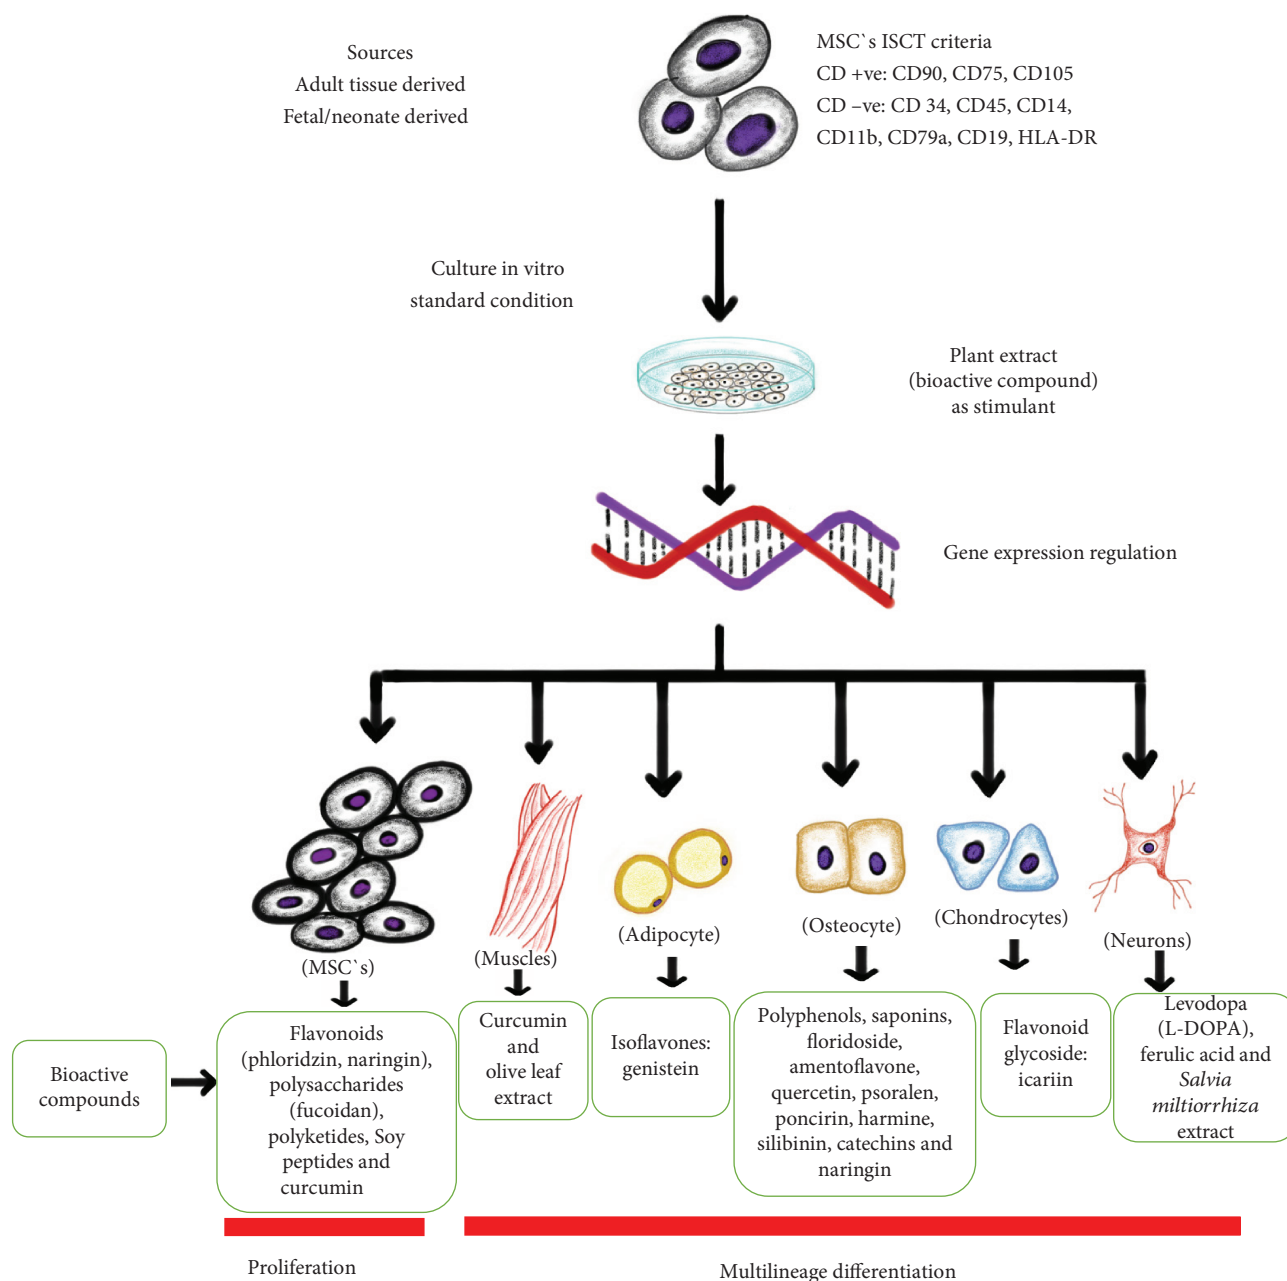 Sources
Adult tissue derived
Fetal/neonate derived
MSC`s ISCT criteria
CD +ve: CD90, CD75, CD105
CD –ve: CD 34, CD45, CD14,
CD11b, CD79a, CD19, HLA-DR
Culture in vitro
standard condition
Plant extract
(bioactive compound)
as stimulant
Gene expression regulation
(MSC`s)
(Muscles)
(Adipocyte)
(Osteocyte)
(Chondrocytes)
(Neurons)
Bioactive
compounds
Flavonoids
(phloridzin, naringin),
polysaccharides
(fucoidan),
polyketides, Soy
peptides and
curcumin
Curcumin
and
olive leaf
extract
Isoflavones:
genistein
Polyphenols, saponins,
floridoside,
amentoflavone,
quercetin, psoralen,
poncirin, harmine,
silibinin, catechins and
naringin
Flavonoid
glycoside:
icariin
Levodopa
(L-DOPA),
ferulic acid and
Salvia
miltiorrhiza
extract
Proliferation
Multilineage differentiation